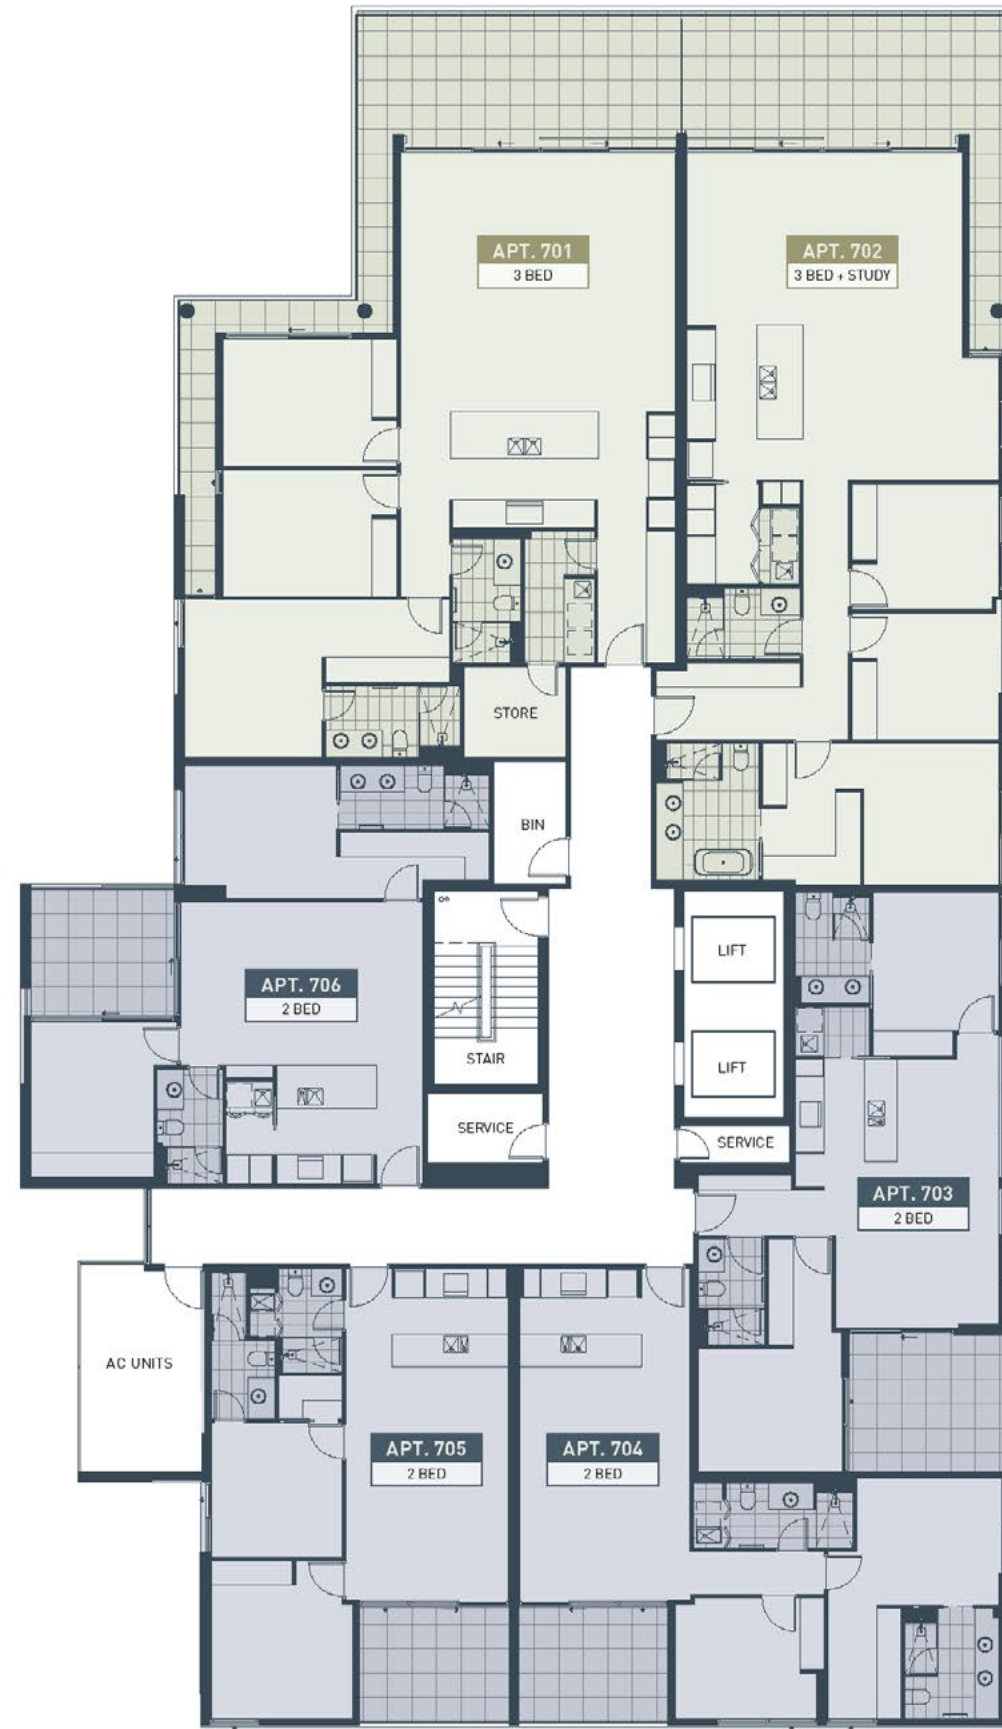 APT. 701
3 BED
APT. 702
3 BED + STUDY
STORE
BIN
LIFT
APT. 706
2 BED
STAIR
LIFT
SERVICE
SERVICE
APT. 703
2 BED
AC UNITS
APT. 705
2 BED
APT. 704
2 BED